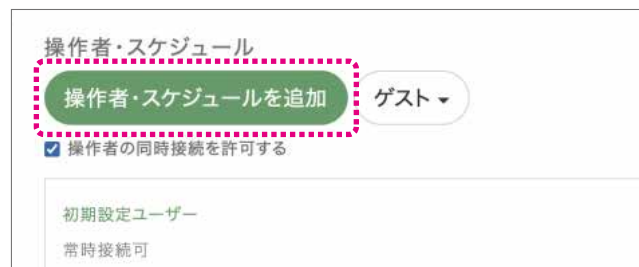 操作者・スケジュール
操作者・スケジュールを追加 ゲスト
操作者の同時接続を許可する
初期設定ユーザー
常時接続可